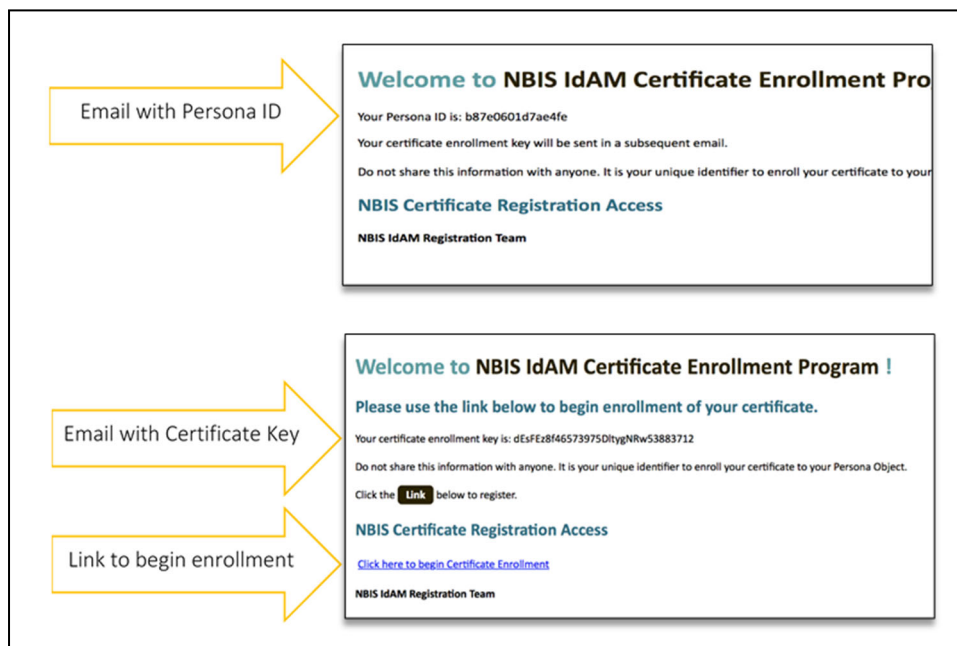 Email with Persona ID
Welcome to NBIS IdAM Certificate Enrollment Pro
Your Persona ID is: b87e0601d7ae4fe
Your certificate enrollment key will be sent in a subsequent email.
Do not share this information with anyone. It is your unique identifier to enroll your certificate to your
NBIS Certificate Registration Access
NBIS IdAM Registration Team
Email with Certificate Key
Link to begin enrollment
Welcome to NBIS IdAM Certificate Enrollment Program !
Please use the link below to begin enrollment of your certificate.
Your certificate enrollment key is: dEsFEz8f46573975DltygNRw53883712
Do not share this information with anyone. It is your unique identifier to enroll your certificate to your Persona Object.
Click the Link below to register.
NBIS Certificate Registration Access
Click here to begin Certificate Enrollment
NBIS IdAM Registration Team